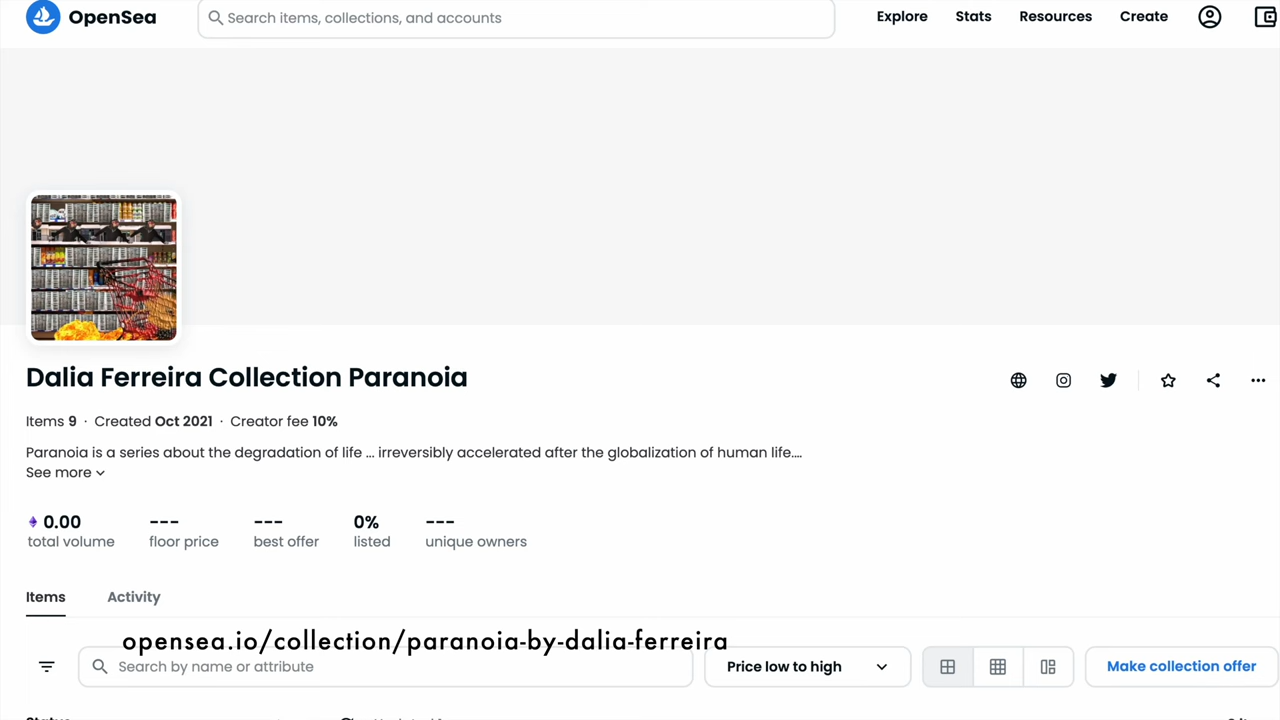 OpenSea
Search items, collections, and accounts
Explore Stats Resources Create
Dalia Ferreira Collection Paranoia
Items 9 · Created Oct 2021 · Creator fee 10%
Paranoia is a series about the degradation of life ... irreversibly accelerated after the globalization of human life....
See more
0.00 --- --- 0% ---
total volume floor price best offer listed unique owners
Items Activity
opensea.io/collection/paranoia-by-dalia-ferreira
Search by name or attribute
Price low to high
Make collection offer
Status